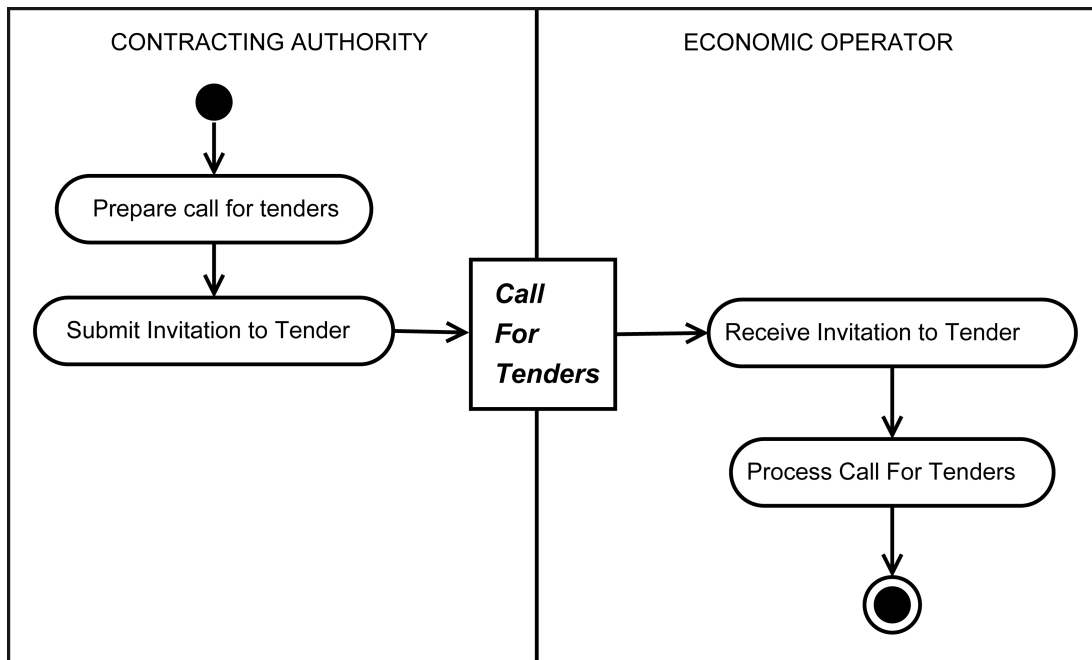 CONTRACTING AUTHORITY
ECONOMIC OPERATOR
Prepare call for tenders
Submit Invitation to Tender
Call
For
Tenders
Receive Invitation to Tender
Process Call For Tenders